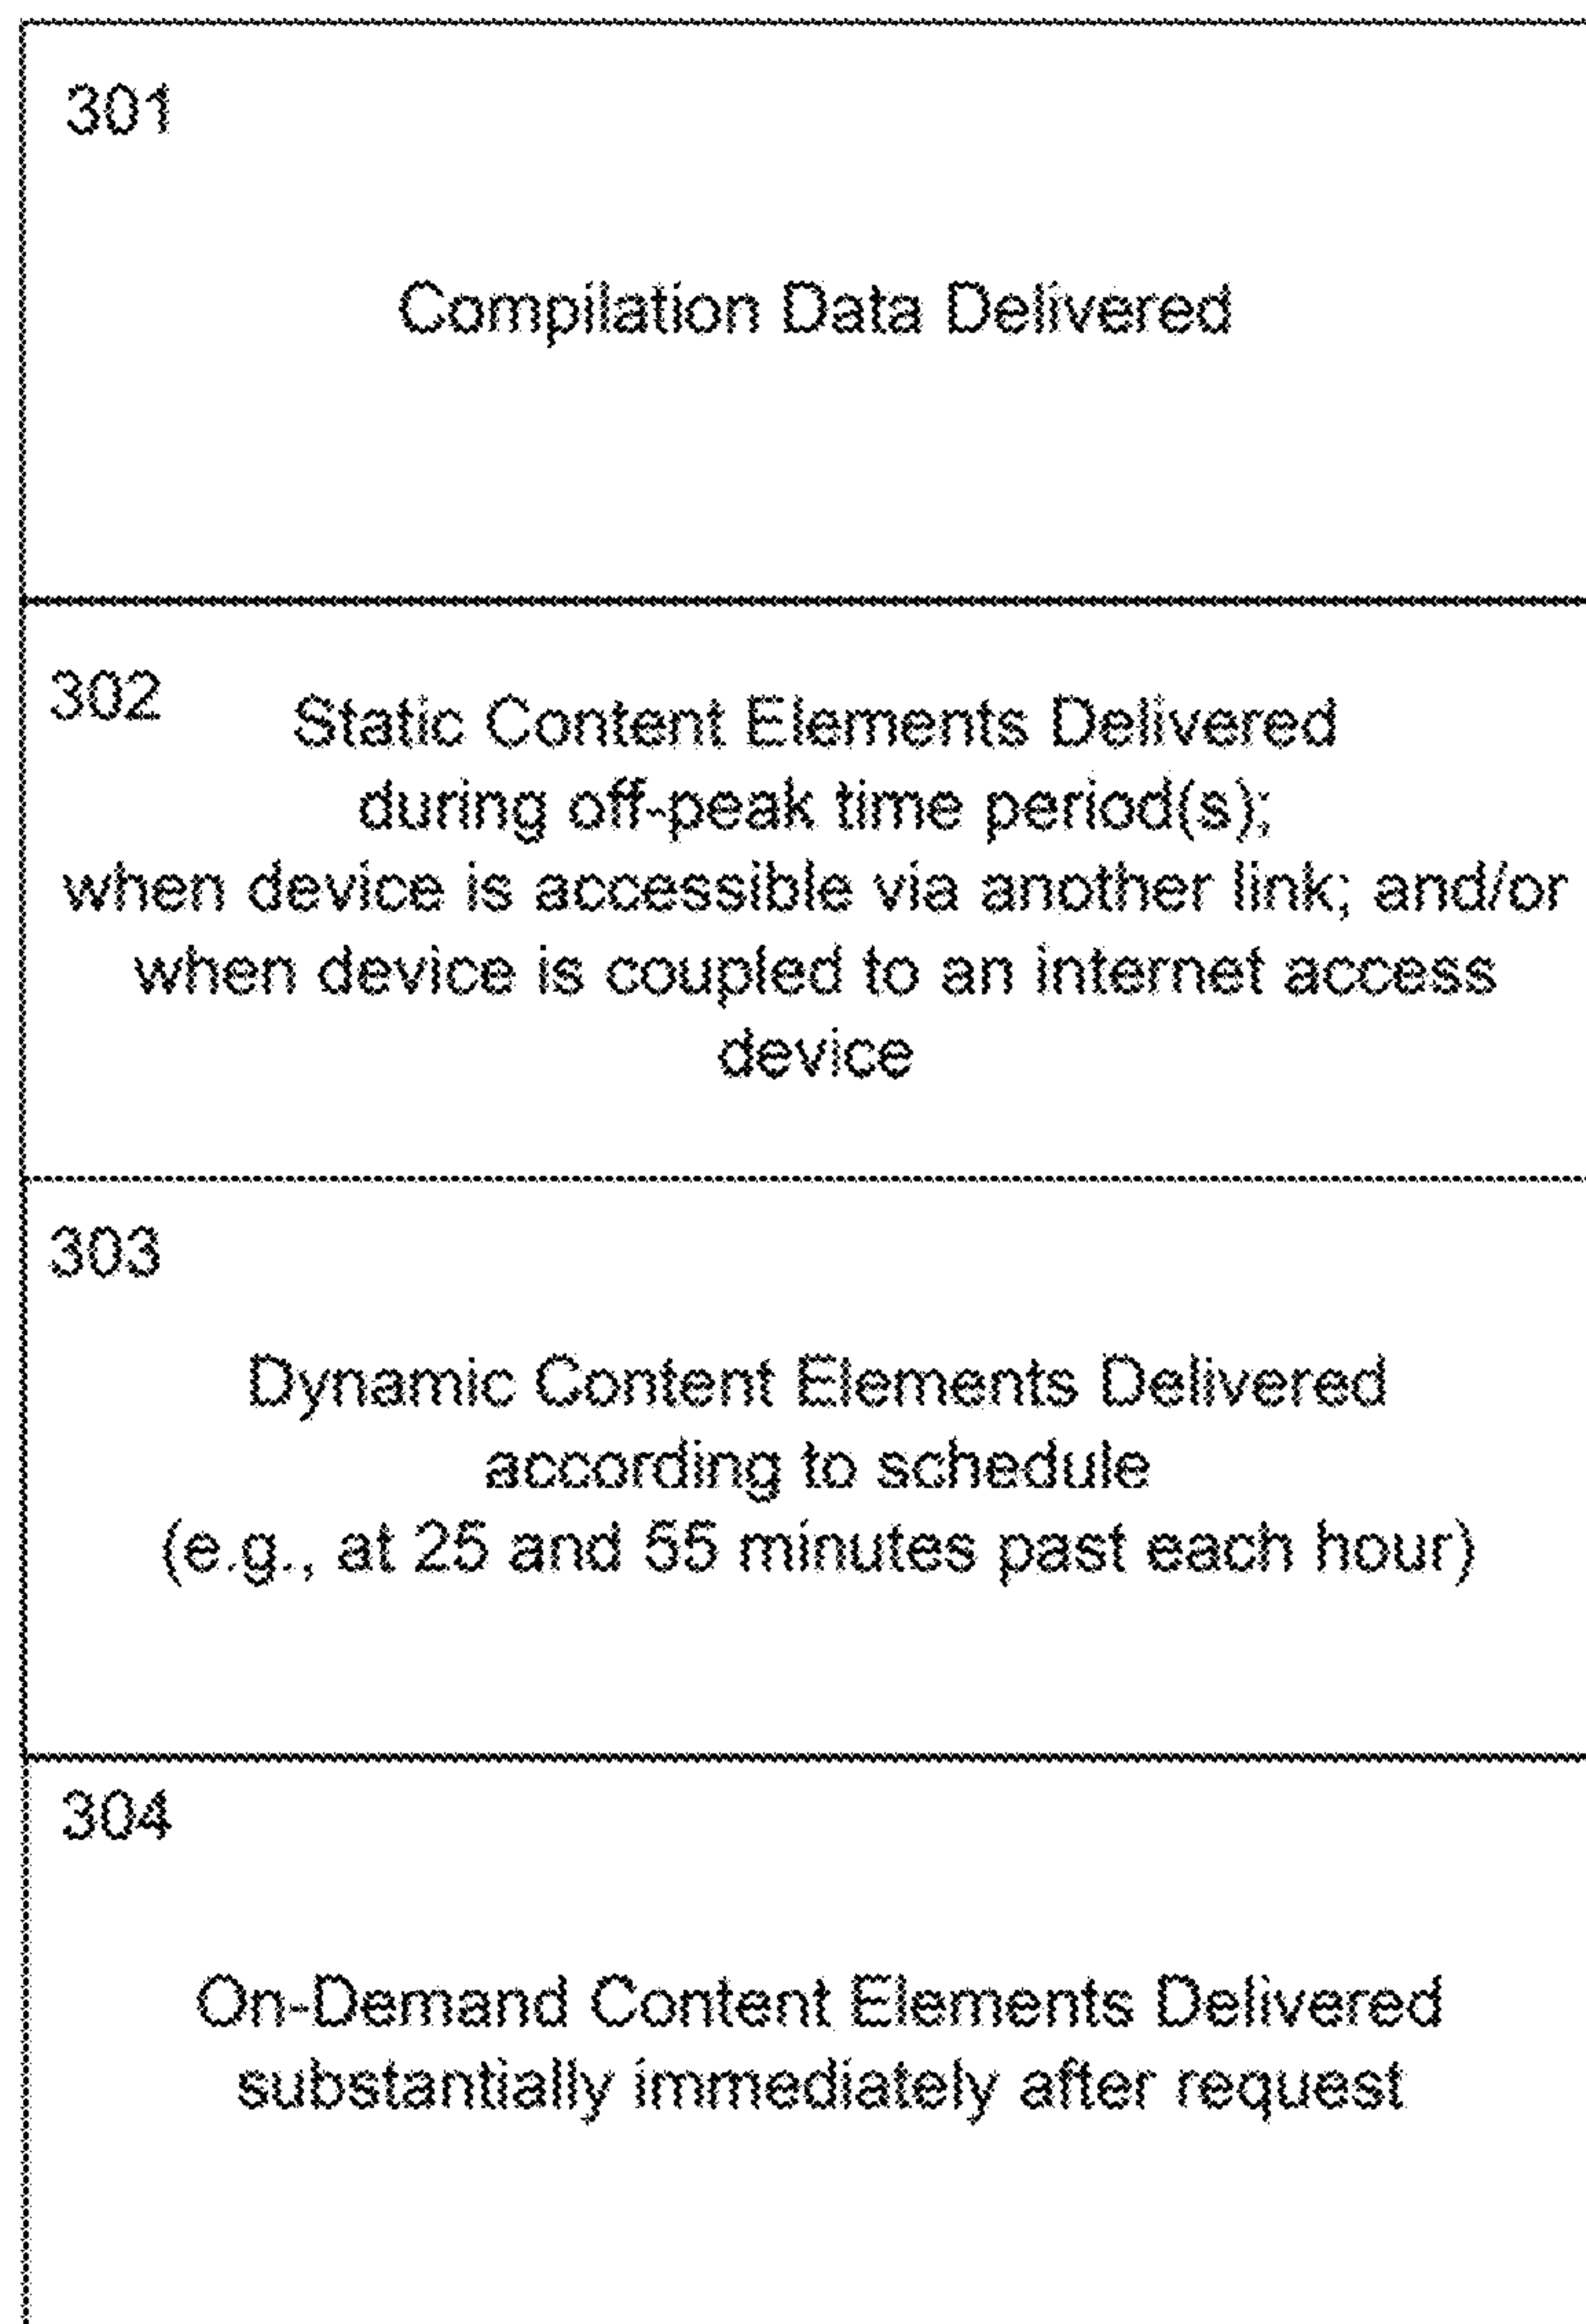 301
Compilation Data Delivered
302
Static Content Elements Delivered
during off-peak time period(s);
when device is accessible via another link; and/or
when device is coupled to an internet access
device
303
Dynamic Content Elements Delivered
according to schedule
(e.g., at 25 and 55 minutes past each hour)
304
On-Demand Content Elements Delivered
substantially immediately after request